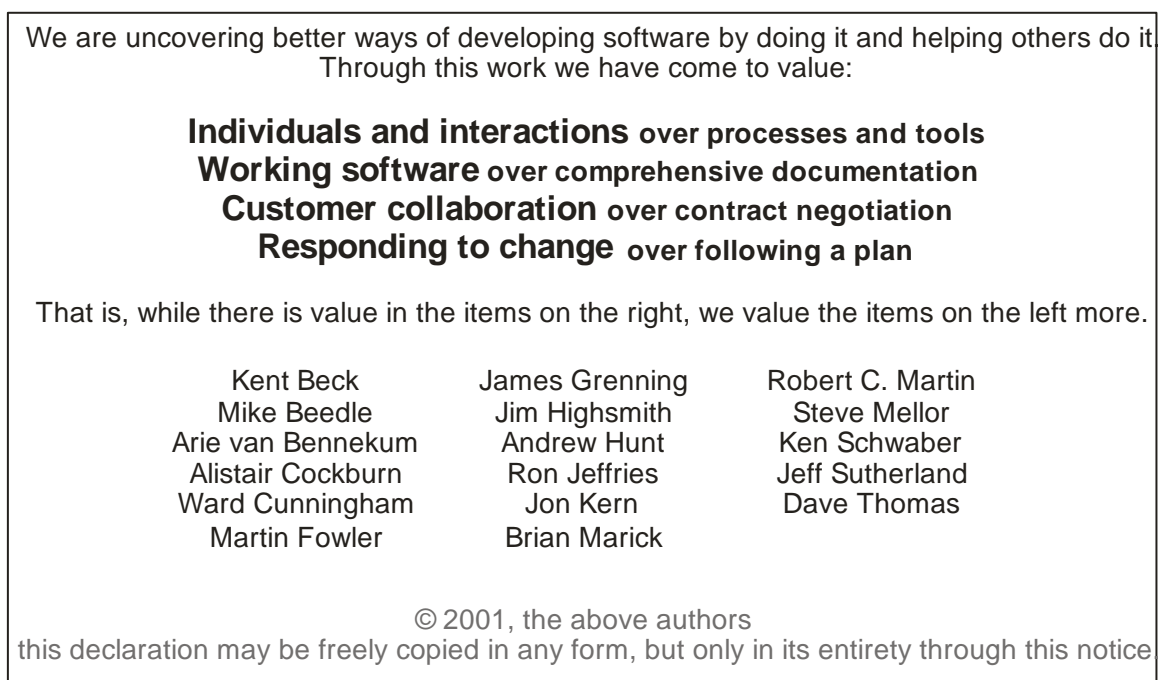 We are uncovering better ways of developing software by doing it and helping others do it.
Through this work we have come to value:
Individuals and interactions over processes and tools
Working software over comprehensive documentation
Customer collaboration over contract negotiation
Responding to change over following a plan
That is, while there is value in the items on the right, we value the items on the left more.
Kent Beck James Grenning Robert C. Martin
Mike Beedle Jim Highsmith Steve Mellor
Arie van Bennekum Andrew Hunt Ken Schwaber
Alistair Cockburn Ron Jeffries Jeff Sutherland
Ward Cunningham Jon Kern Dave Thomas
Martin Fowler Brian Marick
© 2001, the above authors
this declaration may be freely copied in any form, but only in its entirety through this notice.